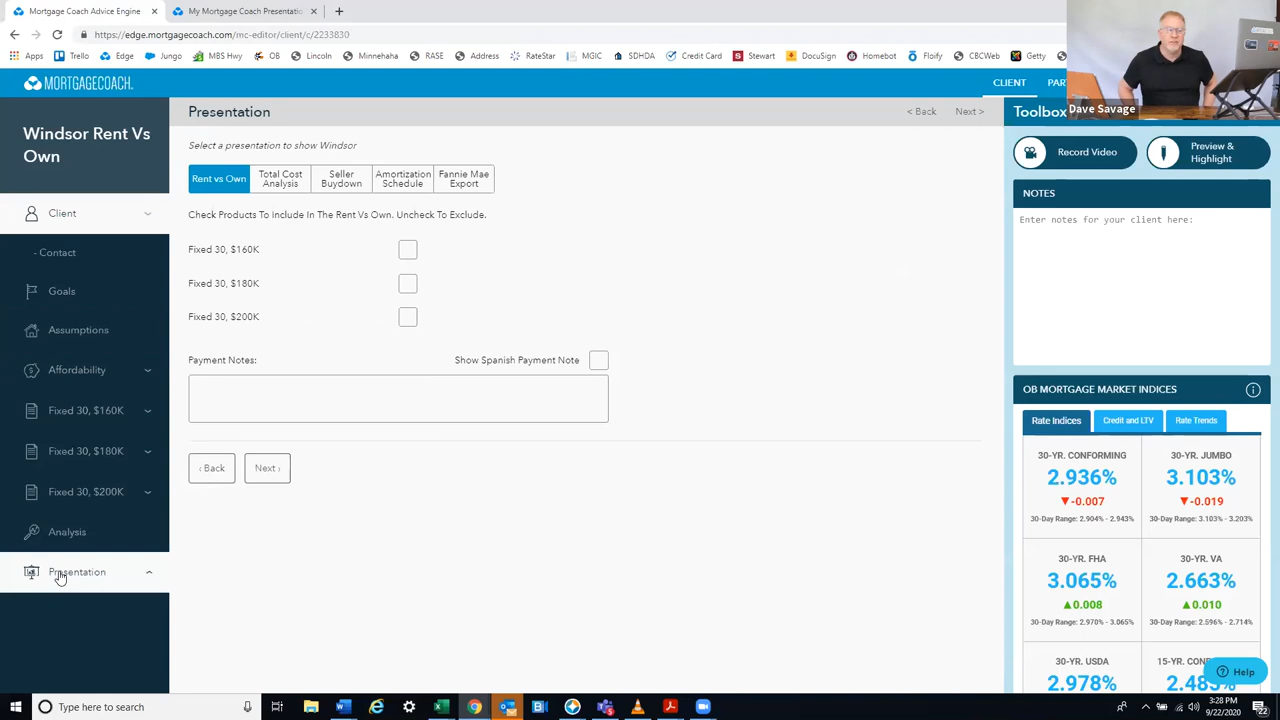 Mortgage Coach Advice Engine
My Mortgage Coach Presentatio
https://edge.mortgagecoach.com/mc-editor/client/c/2233830
Apps Trello Edge Jungo MBS Hwy OB Lincoln Minnehaha RASE Address RateStar MGIC SDHDA Credit Card Stewart DocuSign Homebot Floify CBCWeb Getty
MORTGAGECOACH.
CLIENT PAR
Dave Savage
Windsor Rent Vs
Own
Client
- Contact
Goals
Assumptions
Affordability
Fixed 30, $160K
Fixed 30, $180K
Fixed 30, $200K
Analysis
Presentation
Presentation
< Back Next >
Select a presentation to show Windsor
Rent vs Own
Total Cost
Analysis
Seller
Buydown
Amortization
Schedule
Fannie Mae
Export
Check Products To Include In The Rent Vs Own. Uncheck To Exclude.
Fixed 30, $160K
Fixed 30, $180K
Fixed 30, $200K
Payment Notes: Show Spanish Payment Note
‹ Back Next ›
Toolbox
Record Video
Preview &
Highlight
NOTES
Enter notes for your client here:
OB MORTGAGE MARKET INDICES
Rate Indices Credit and LTV Rate Trends
30-YR. CONFORMING
2.936%
▼-0.007
30-Day Range: 2.904% - 2.943%
30-YR. JUMBO
3.103%
▼-0.019
30-Day Range: 3.103% - 3.203%
30-YR. FHA
3.065%
▲0.008
30-Day Range: 2.970% - 3.065%
30-YR. VA
2.663%
▲0.010
30-Day Range: 2.596% - 2.714%
30-YR. USDA
2.978%
15-YR. CON
2.48
Help
Type here to search
3:28 PM
9/22/2020
22